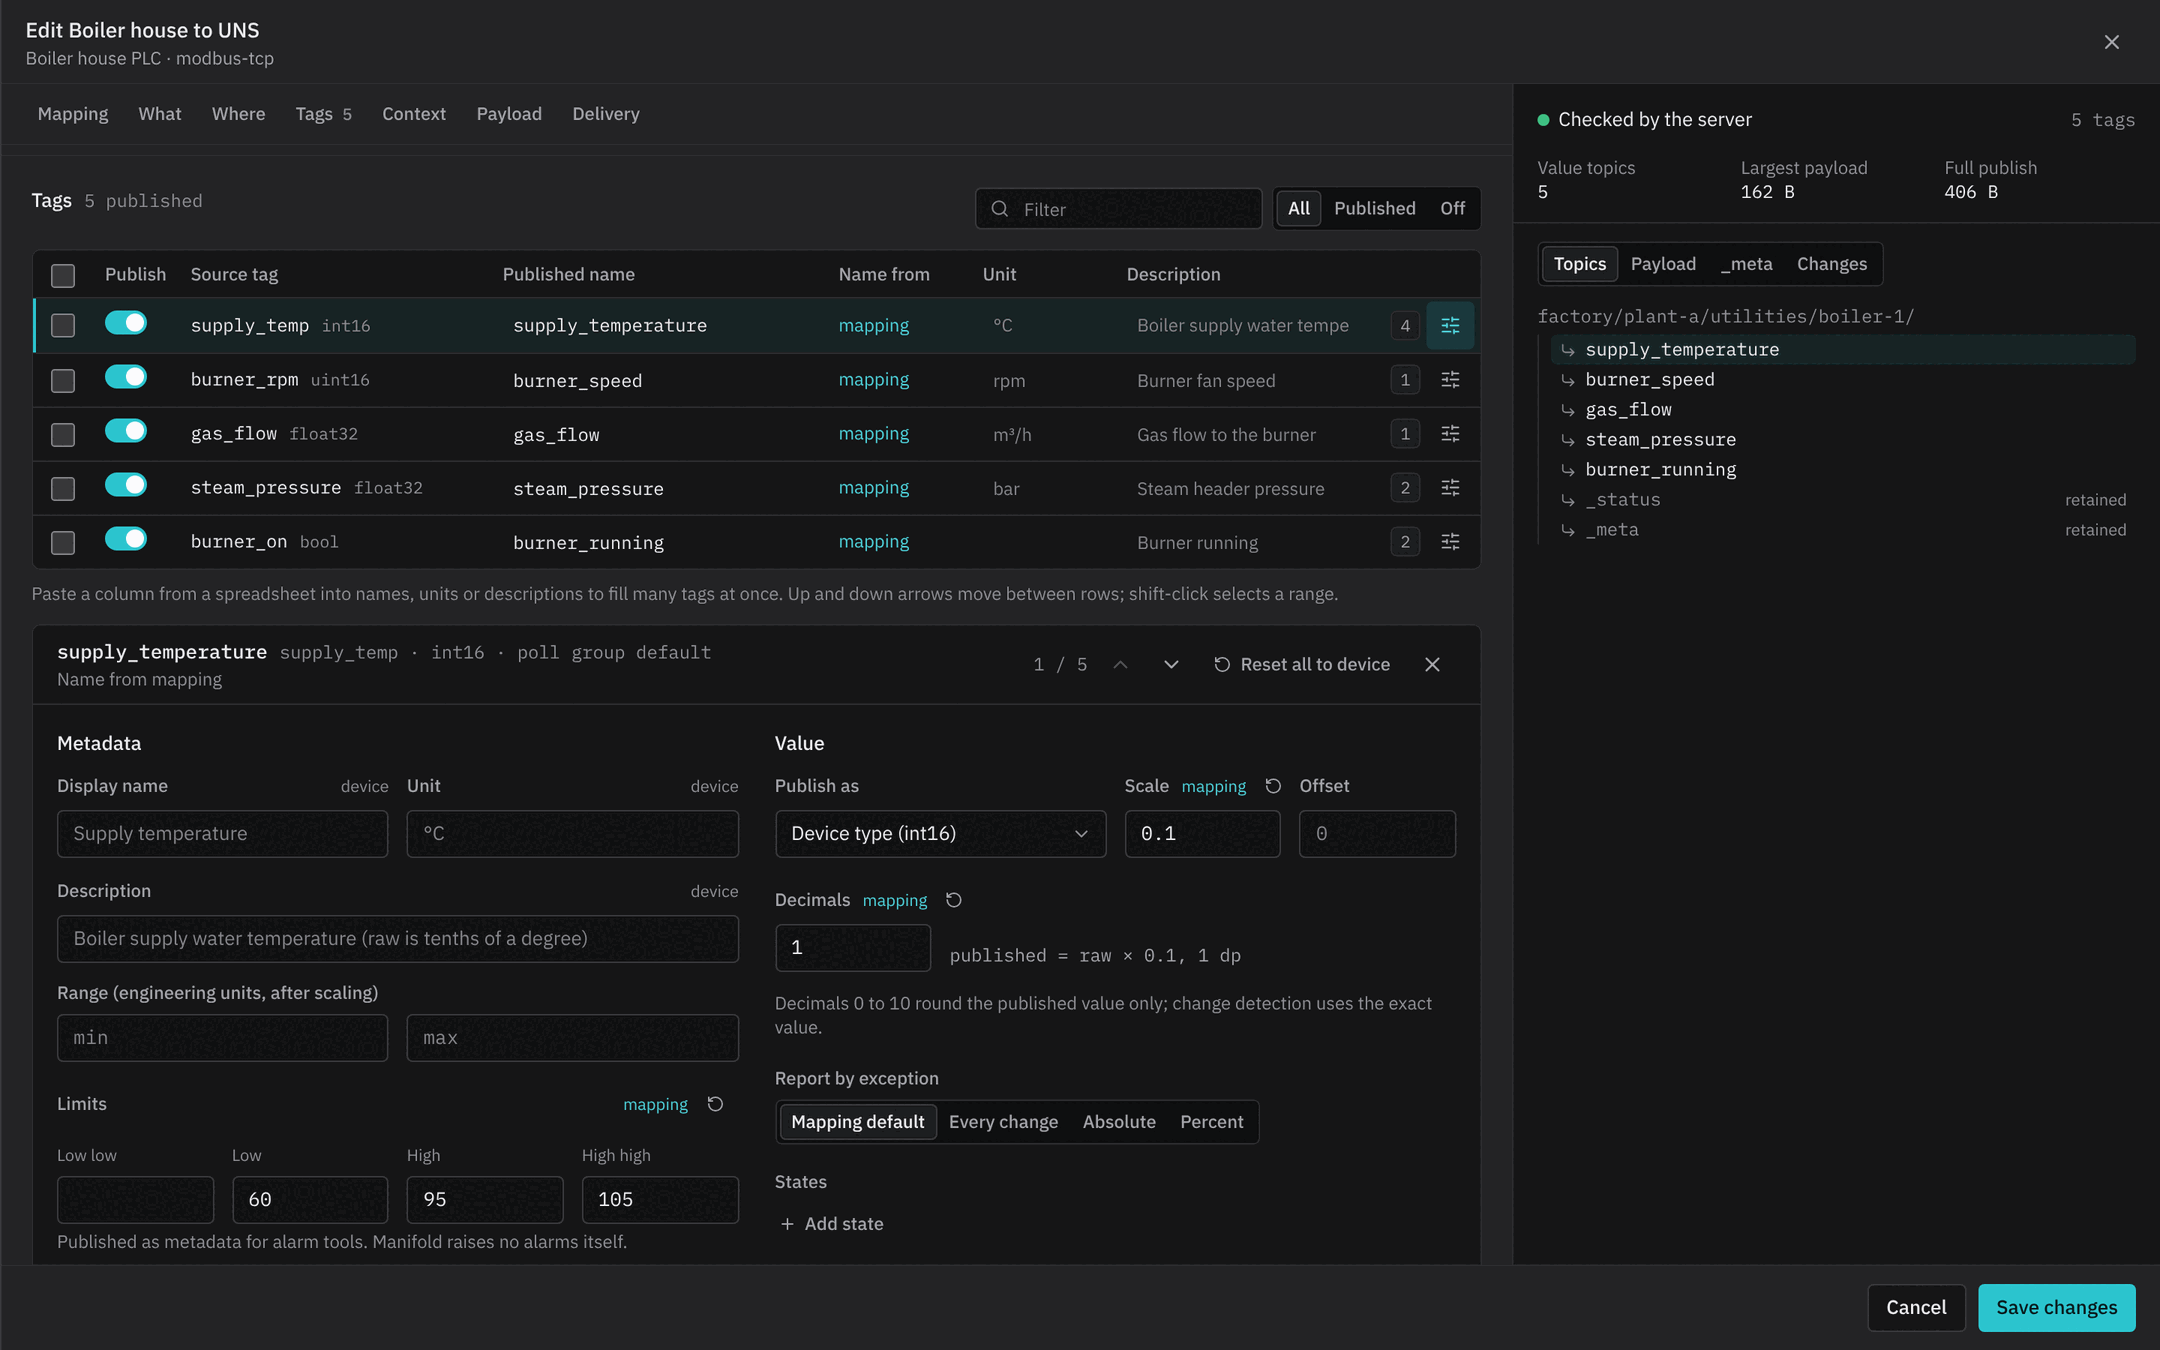 Edit Boiler house to UNS
Boiler house PLC · modbus-tcp
Mapping What Where Tags 5 Context Payload Delivery
Tags 5 published
Filter
All Published Off
Publish Source tag Published name Name from Unit Description
supply_temp int16 supply_temperature mapping °C Boiler supply water tempe 4
burner_rpm uint16 burner_speed mapping rpm Burner fan speed 1
gas_flow float32 gas_flow mapping m³/h Gas flow to the burner 1
steam_pressure float32 steam_pressure mapping bar Steam header pressure 2
burner_on bool burner_running mapping Burner running 2
Paste a column from a spreadsheet into names, units or descriptions to fill many tags at once. Up and down arrows move between rows; shift-click selects a range.
supply_temperature supply_temp · int16 · poll group default
Name from mapping
1 / 5
Reset all to device
Metadata
Display name device Unit device
Supply temperature °C
Description device
Boiler supply water temperature (raw is tenths of a degree)
Range (engineering units, after scaling)
min max
Limits mapping
Low low Low High High high
60 95 105
Published as metadata for alarm tools. Manifold raises no alarms itself.
Value
Publish as Scale mapping Offset
Device type (int16) 0.1 0
Decimals mapping
1 published = raw × 0.1, 1 dp
Decimals 0 to 10 round the published value only; change detection uses the exact
value.
Report by exception
Mapping default Every change Absolute Percent
States
+ Add state
Checked by the server 5 tags
Value topics Largest payload Full publish
5 162 B 406 B
Topics Payload _meta Changes
factory/plant-a/utilities/boiler-1/
supply_temperature
burner_speed
gas_flow
steam_pressure
burner_running
_status retained
_meta retained
Cancel Save changes